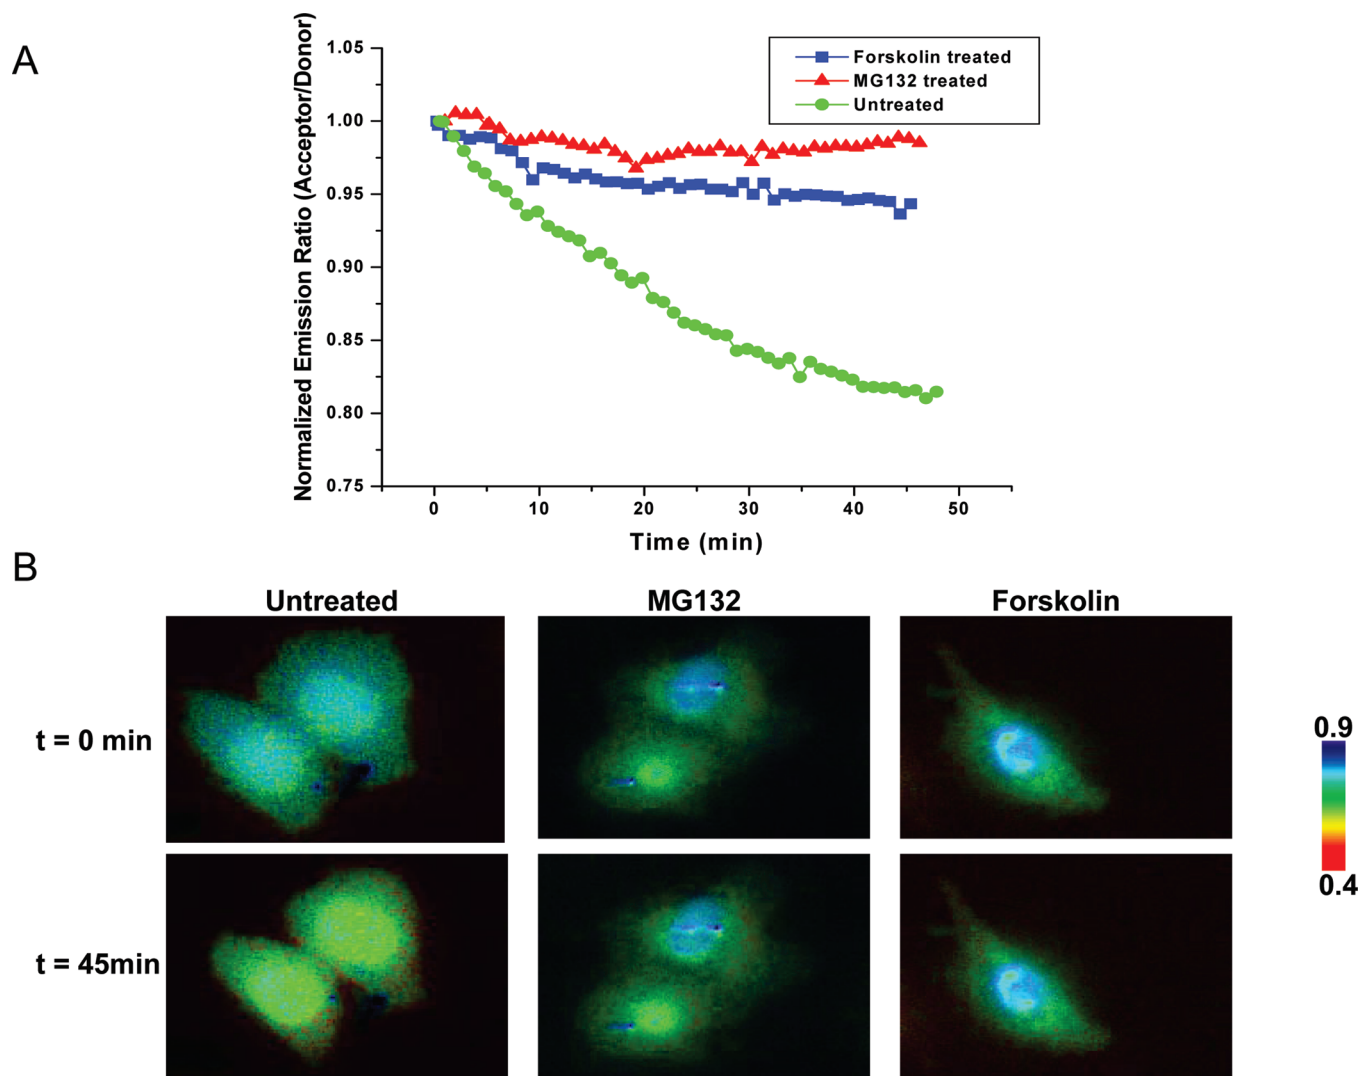 A
Normalized Emission Ratio (Acceptor/Donor)
1.05
1.00
0.95
0.90
0.85
0.80
0.75
Forskolin treated
MG132 treated
Untreated
0 10 20 30 40 50
Time (min)
B
Untreated MG132 Forskolin
t = 0 min
0.9
0.4
t = 45min